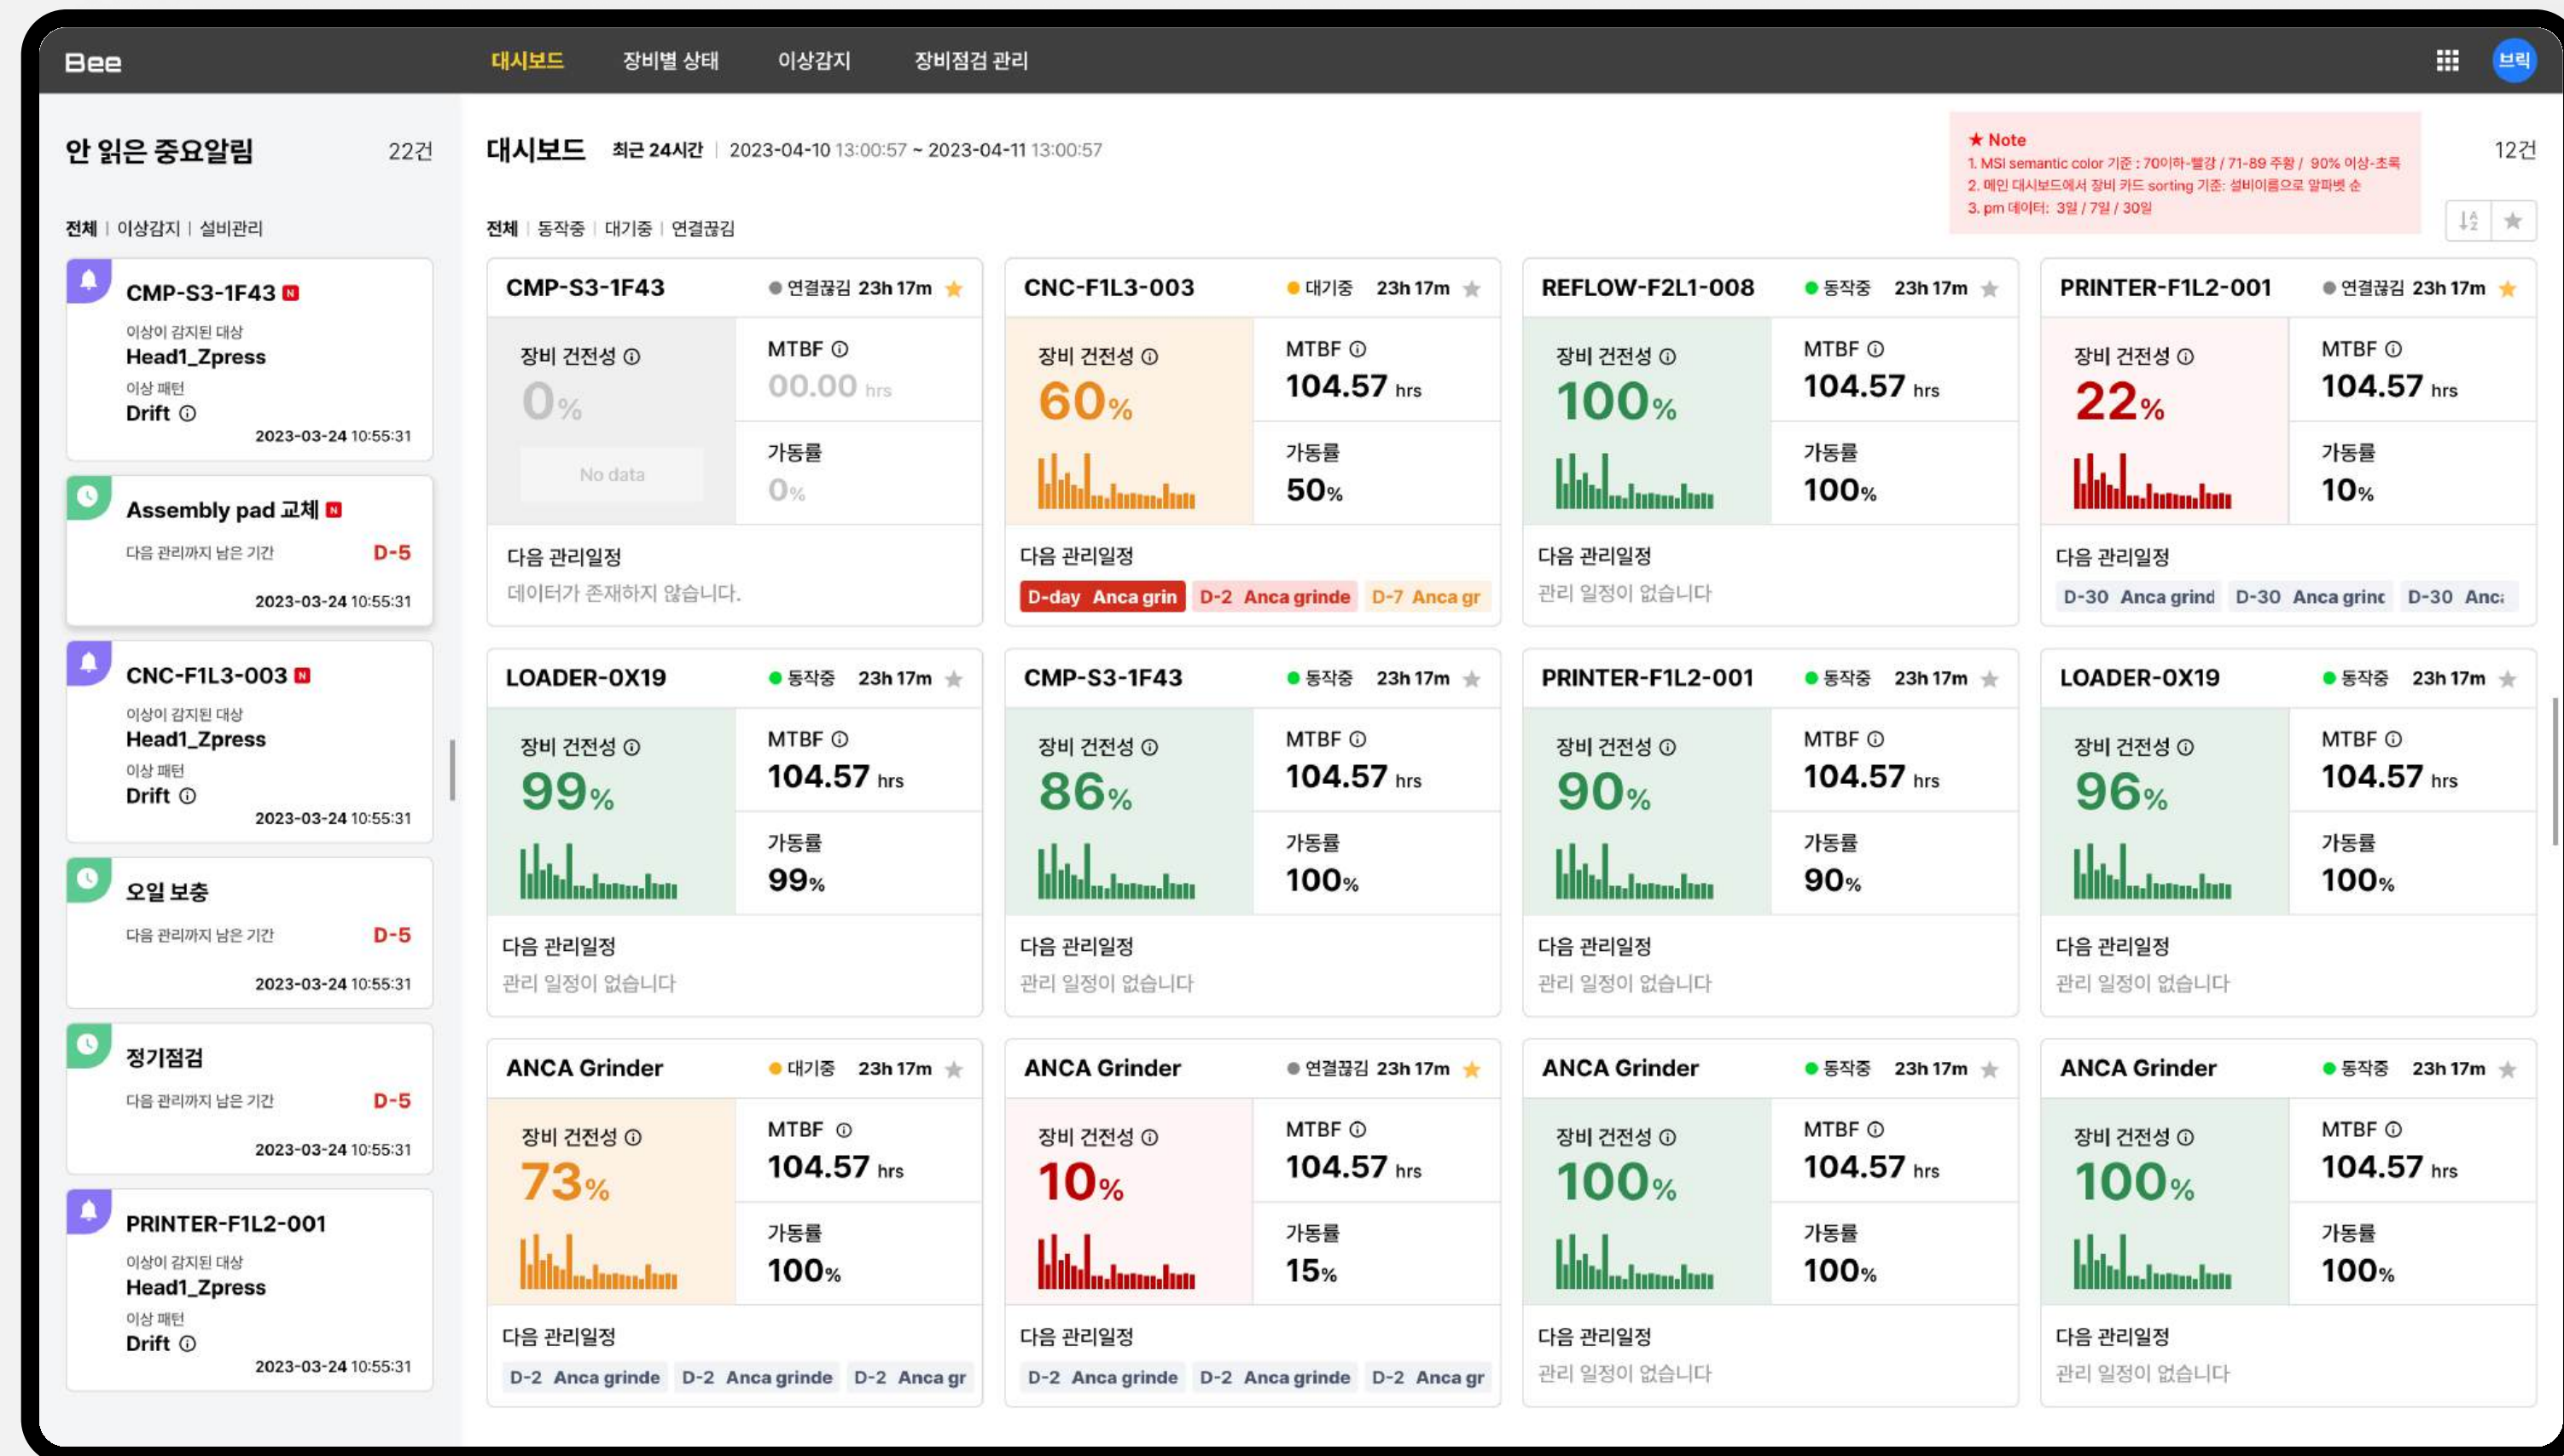 Bee
대시보드 장비별 상태 이상감지 장비점검 관리
브릭
안 읽은 중요알림 22건
전체 | 이상감지 | 설비관리
CMP-S3-1F43 N
이상이 감지된 대상
Head1_Zpress
이상 패턴
Drift
2023-03-24 10:55:31
Assembly pad 교체 N
다음 관리까지 남은 기간 D-5
2023-03-24 10:55:31
CNC-F1L3-003 N
이상이 감지된 대상
Head1_Zpress
이상 패턴
Drift
2023-03-24 10:55:31
오일 보충
다음 관리까지 남은 기간 D-5
2023-03-24 10:55:31
정기점검
다음 관리까지 남은 기간 D-5
2023-03-24 10:55:31
PRINTER-F1L2-001
이상이 감지된 대상
Head1_Zpress
이상 패턴
Drift
2023-03-24 10:55:31
대시보드 최근 24시간 | 2023-04-10 13:00:57 ~ 2023-04-11 13:00:57
★ Note
1. MSI semantic color 기준 : 70이하-빨강 / 71-89 주황 / 90% 이상-초록
2. 메인 대시보드에서 장비 카드 sorting 기준: 설비이름으로 알파벳 순
3. pm 데이터: 3일 / 7일 / 30일
12건
전체 | 동작중 | 대기중 | 연결끊김
A
Z
CMP-S3-1F43 연결끊김 23h 17m
장비 건전성
0%
No data
MTBF
00.00 hrs
가동률
0%
다음 관리일정
데이터가 존재하지 않습니다.
CNC-F1L3-003 대기중 23h 17m
장비 건전성
60%
MTBF
104.57 hrs
가동률
50%
다음 관리일정
D-day Anca grin D-2 Anca grinde D-7 Anca gr
REFLOW-F2L1-008 동작중 23h 17m
장비 건전성
100%
MTBF
104.57 hrs
가동률
100%
다음 관리일정
관리 일정이 없습니다
PRINTER-F1L2-001 연결끊김 23h 17m
장비 건전성
22%
MTBF
104.57 hrs
가동률
10%
다음 관리일정
D-30 Anca grind D-30 Anca grinc D-30 Anc
LOADER-0X19 동작중 23h 17m
장비 건전성
99%
MTBF
104.57 hrs
가동률
99%
다음 관리일정
관리 일정이 없습니다
CMP-S3-1F43 동작중 23h 17m
장비 건전성
86%
MTBF
104.57 hrs
가동률
100%
다음 관리일정
관리 일정이 없습니다
PRINTER-F1L2-001 동작중 23h 17m
장비 건전성
90%
MTBF
104.57 hrs
가동률
90%
다음 관리일정
관리 일정이 없습니다
LOADER-0X19 동작중 23h 17m
장비 건전성
96%
MTBF
104.57 hrs
가동률
100%
다음 관리일정
관리 일정이 없습니다
ANCA Grinder 대기중 23h 17m
장비 건전성
73%
MTBF
104.57 hrs
가동률
100%
다음 관리일정
D-2 Anca grinde D-2 Anca grinde D-2 Anca gr
ANCA Grinder 연결끊김 23h 17m
장비 건전성
10%
MTBF
104.57 hrs
가동률
15%
다음 관리일정
D-2 Anca grinde D-2 Anca grinde D-2 Anca gr
ANCA Grinder 동작중 23h 17m
장비 건전성
100%
MTBF
104.57 hrs
가동률
100%
다음 관리일정
관리 일정이 없습니다
ANCA Grinder 동작중 23h 17m
장비 건전성
100%
MTBF
104.57 hrs
가동률
100%
다음 관리일정
관리 일정이 없습니다